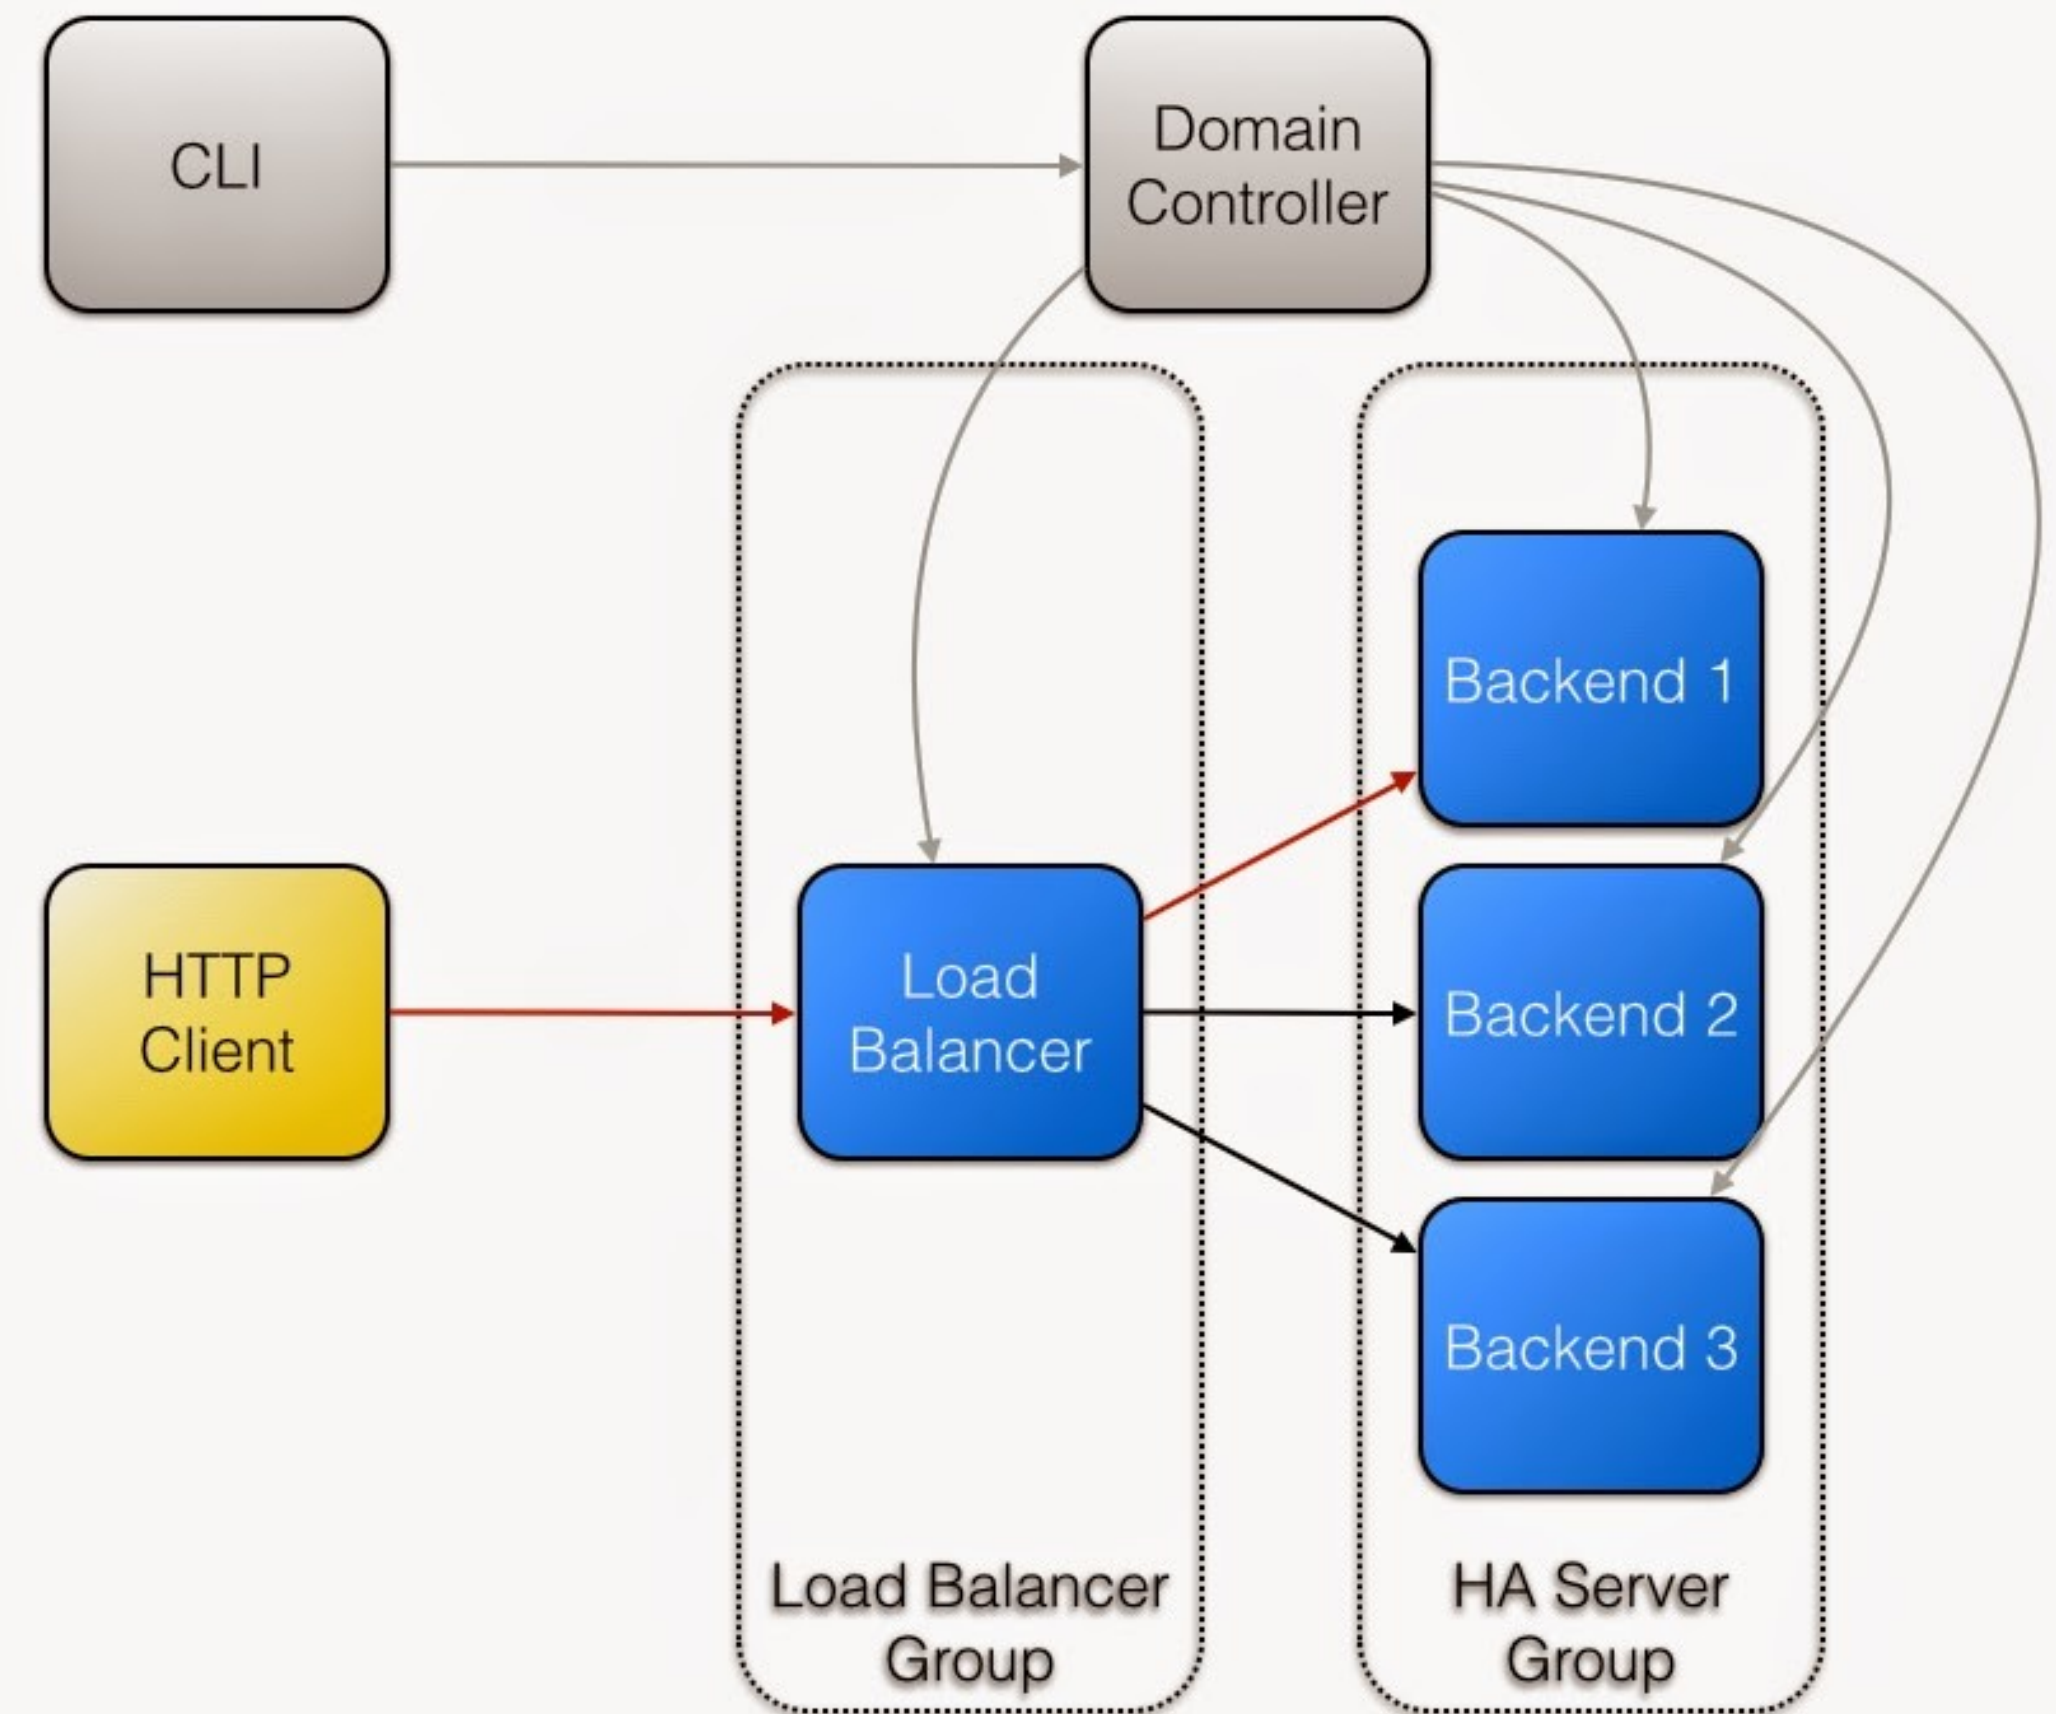 CLI
Domain
Controller
Backend 1
HTTP
Client
Load
Balancer
Backend 2
Backend 3
Load Balancer
Group
HA Server
Group